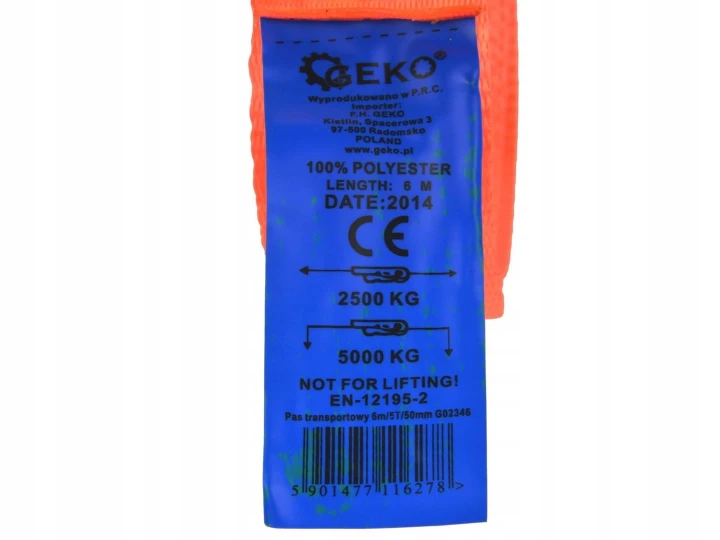 GEKO®
Wyprodukowano w P.R.C.
Importer:
P.H. GEKO
Kietlin, Spacerowa 3
97-500 Radomsko
POLAND
www.geko.pl
100% POLYESTER
LENGTH: 6 M
DATE:2014
CE
2500 KG
5000 KG
NOT FOR LIFTING!
EN-12195-2
Pas transportowy 6m/5T/50mm G02346
5 901477 116278 >